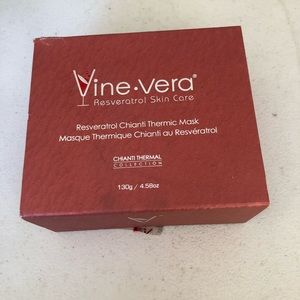 Vine·vera®
Resveratrol Skin Care
Resveratrol Chianti Thermic Mask
Masque Thermique Chianti au Resvératrol
CHIANTI THERMAL
COLLECTION
130g / 4.58oz